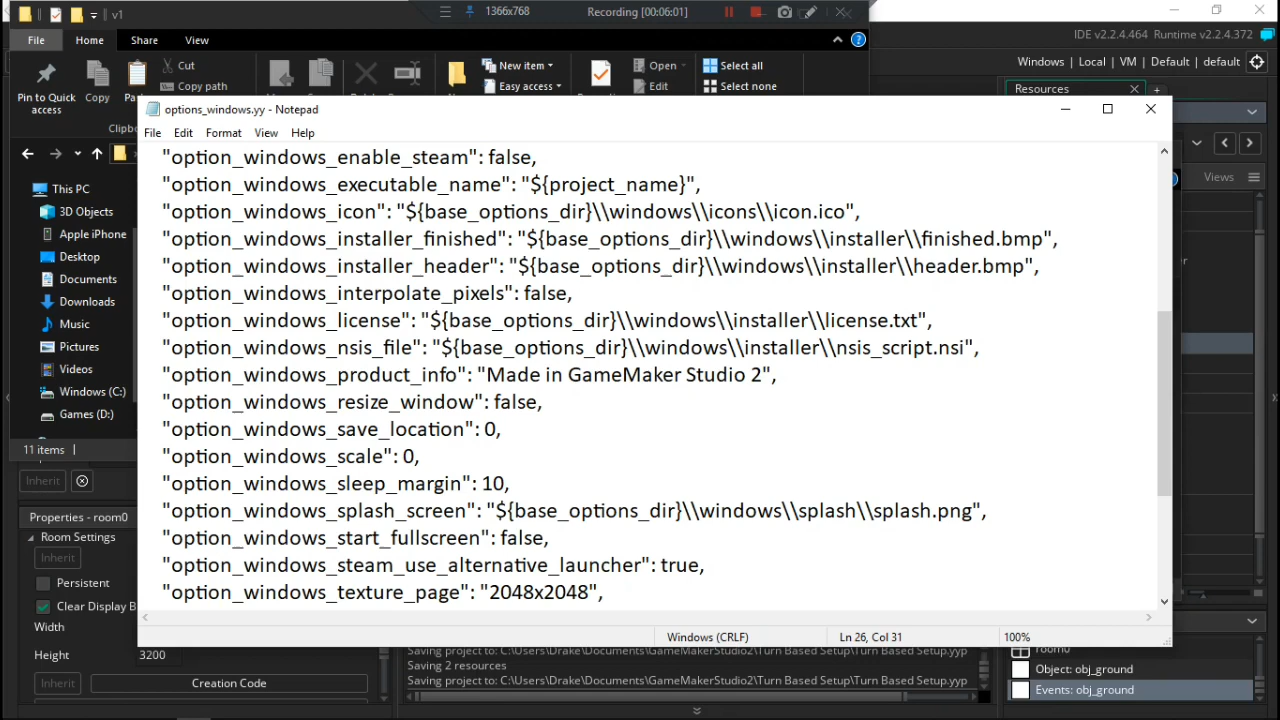 v1
1366x768
Recording [00:06:01]
IDE v2.2.4.464 Runtime v2.2.4.372
File Home Share View
Windows | Local | VM | Default | default
Cut
Copy path
Pin to Quick access
Copy
New item
Easy access
Open
Edit
Select all
Select none
Resources
options_windows.yy - Notepad
File Edit Format View Help
"option_windows_enable_steam": false,
"option_windows_executable_name": "${project_name}",
"option_windows_icon": "${base_options_dir}\\windows\\icons\\icon.ico",
"option_windows_installer_finished": "${base_options_dir}\\windows\\installer\\finished.bmp",
"option_windows_installer_header": "${base_options_dir}\\windows\\installer\\header.bmp",
"option_windows_interpolate_pixels": false,
"option_windows_license": "${base_options_dir}\\windows\\installer\\license.txt",
"option_windows_nsis_file": "${base_options_dir}\\windows\\installer\\nsis_script.nsi",
"option_windows_product_info": "Made in GameMaker Studio 2",
"option_windows_resize_window": false,
"option_windows_save_location": 0,
"option_windows_scale": 0,
"option_windows_sleep_margin": 10,
"option_windows_splash_screen": "${base_options_dir}\\windows\\splash\\splash.png",
"option_windows_start_fullscreen": false,
"option_windows_steam_use_alternative_launcher": true,
"option_windows_texture_page": "2048x2048",
Windows (CRLF)
Ln 26, Col 31
100%
This PC
3D Objects
Apple iPhone
Desktop
Documents
Downloads
Music
Pictures
Videos
Windows (C:)
Games (D:)
11 items
Views
Inherit
Properties - room0
Room Settings
Inherit
Persistent
Clear Display B
Width
Height 3200
Inherit
Creation Code
Saving project to: C:\Users\Drake\Documents\GameMakerStudio2\Turn Based Setup\Turn Based Setup.yyp
Saving 2 resources
Saving project to: C:\Users\Drake\Documents\GameMakerStudio2\Turn Based Setup\Turn Based Setup.yyp
room0
Object: obj_ground
Events: obj_ground